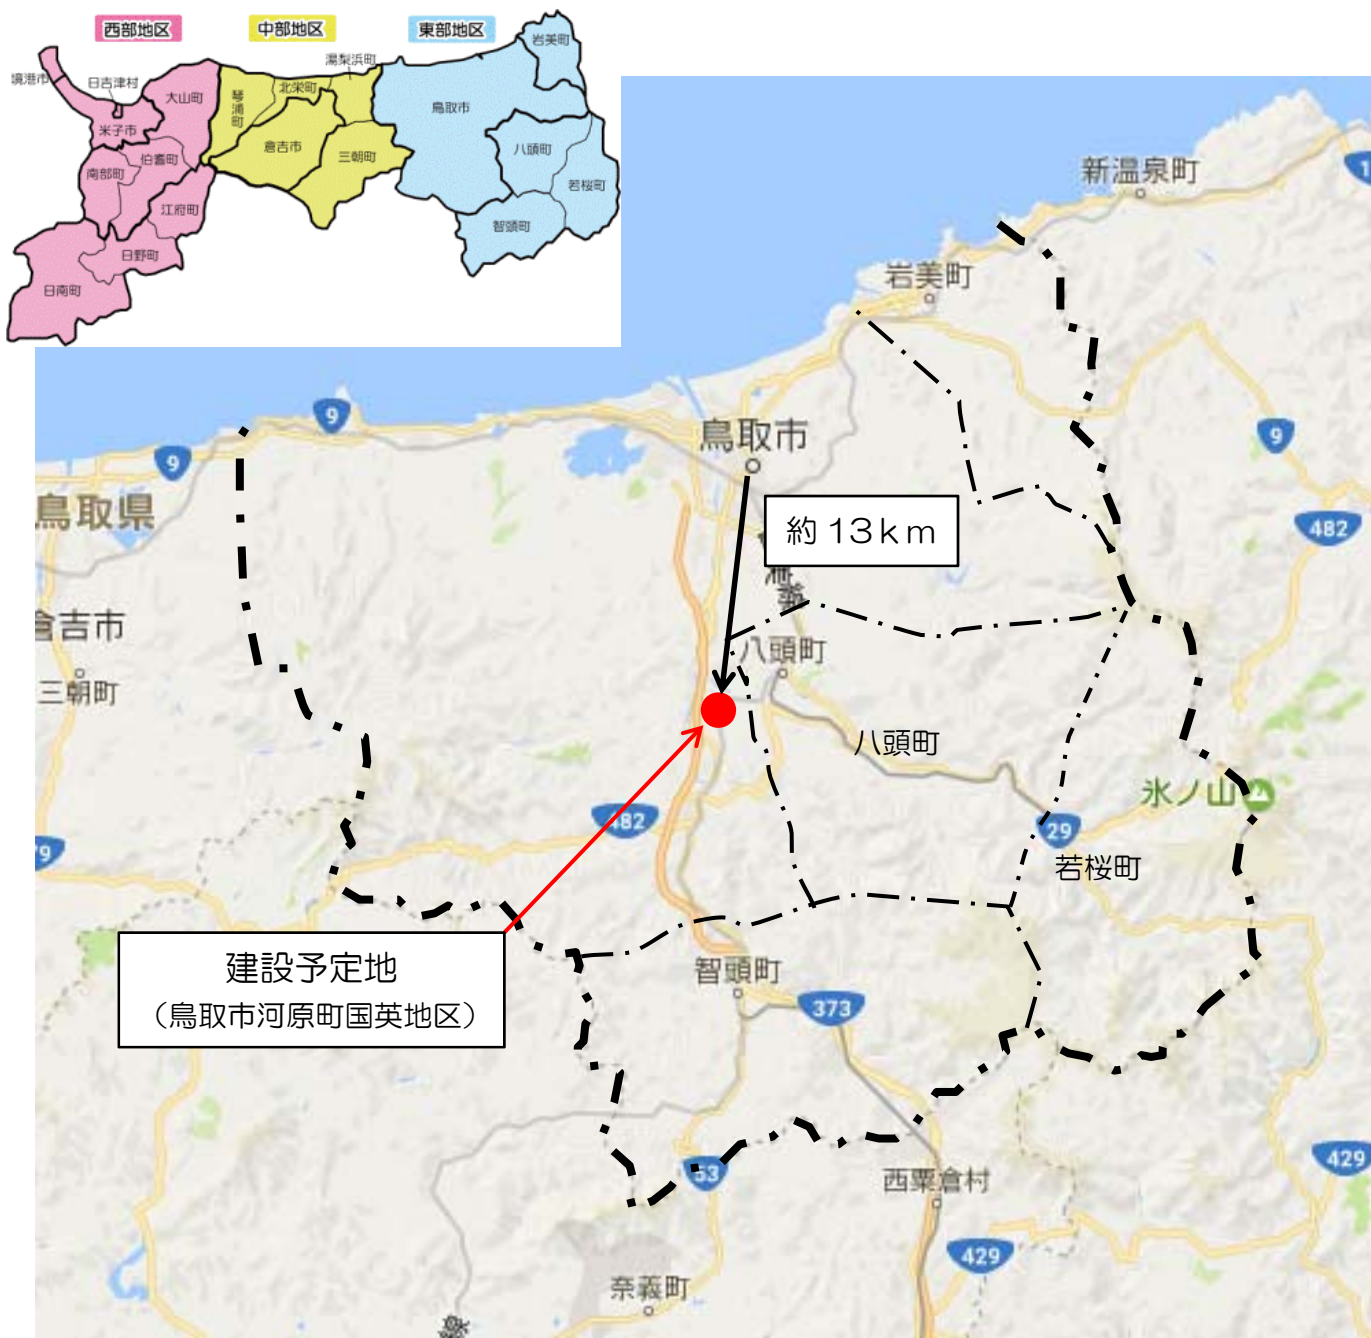 西部地区
中部地区
東部地区
岩美町
湯梨浜町
境港市
日吉津村
大山町
琴浦町
北栄町
鳥取市
米子市
倉吉市
三朝町
八頭町
伯耆町
南部町
若桜町
江府町
智頭町
日野町
日南町
新温泉町
岩美町
9
9
鳥取市
9
鳥取県
約13km
482
倉吉市
八頭町
三朝町
八頭町
氷ノ山
482
29
若桜町
建設予定地
(鳥取市河原町国英地区)
智頭町
373
53
429
西粟倉村
429
奈義町
線